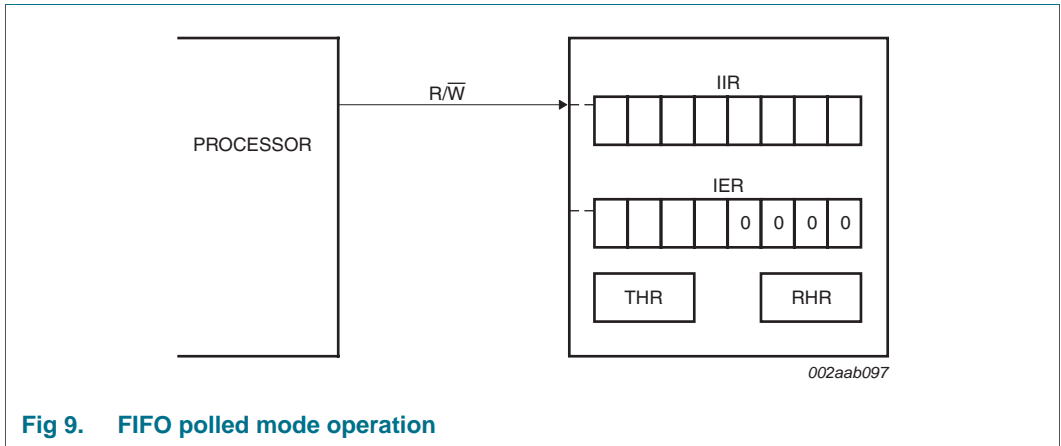 R/W̅
IIR
PROCESSOR
IER
0 0 0 0
THR RHR
002aab097
Fig 9. FIFO polled mode operation